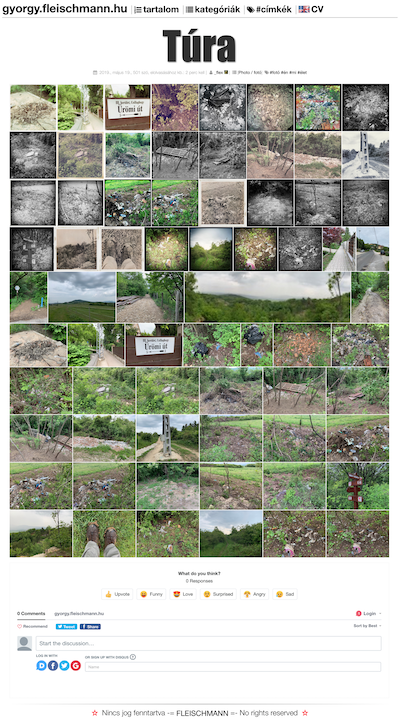 gyorgy.fleischmann.hu tartalom kategóriák #címkék CV
Túra
Ürömi út
Ürömi út
What do you think?
0 Responses
Upvote Funny Love Surprised Angry Sad
0 Comments gyorgy.fleischmann.hu Login
Recommend Tweet Share Sort by Best
Start the discussion...
LOG IN WITH
OR SIGN UP WITH DISQUS ?
Name
☆ Nincs jog fenntartva -= FLEISCHMANN =- No rights reserved ☆